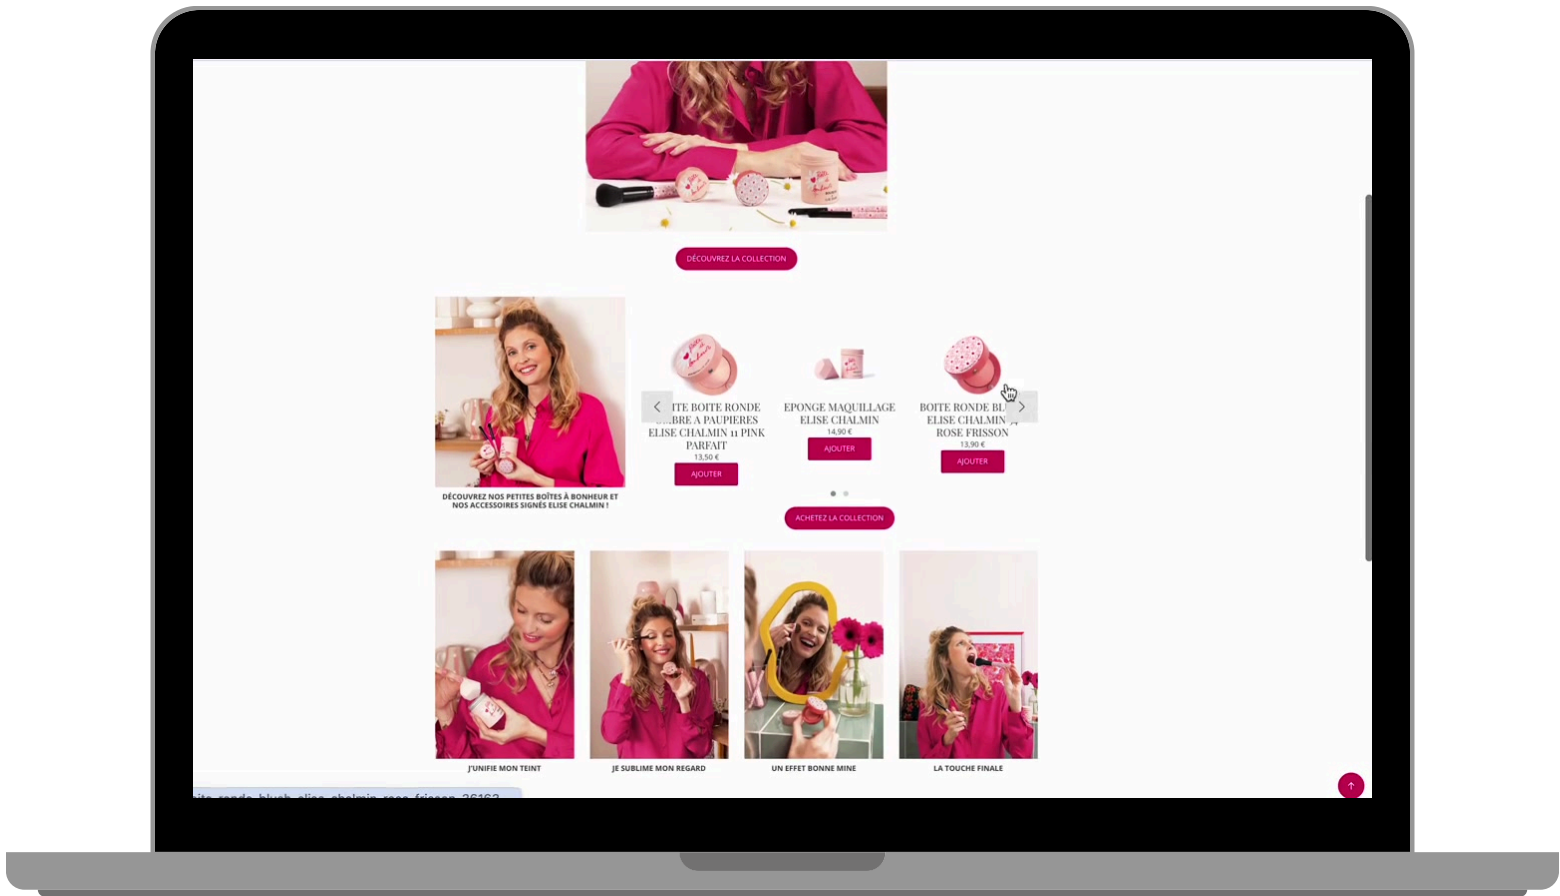 DÉCOUVREZ LA COLLECTION
BOITE RONDE
A PAUPIERES
ELISE CHALMIN 11 PINK
PARFAIT
13,50 €
AJOUTER
EPONGE MAQUILLAGE
ELISE CHALMIN
14,90 €
AJOUTER
BOITE RONDE
ELISE CHALMIN
ROSE FRISSON
13,90 €
AJOUTER
DÉCOUVREZ NOS PETITES BOÎTES À BONHEUR ET
NOS ACCESSOIRES SIGNÉS ELISE CHALMIN !
ACHETEZ LA COLLECTION
J'UNIFIE MON TEINT
JE SUBLIME MON REGARD
UN EFFET BONNE MINE
LA TOUCHE FINALE